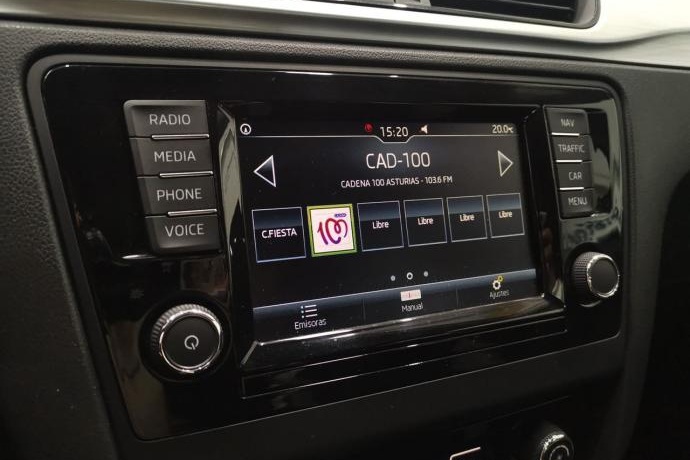 RADIO
MEDIA
PHONE
VOICE
15:20
20.0°C
CAD-100
CADENA 100 ASTURIAS - 103.6 FM
C.FIESTA
100
Libre
Libre
Libre
Libre
Emisoras
Manual
Ajustes
NAV
TRAFFIC
CAR
MENU